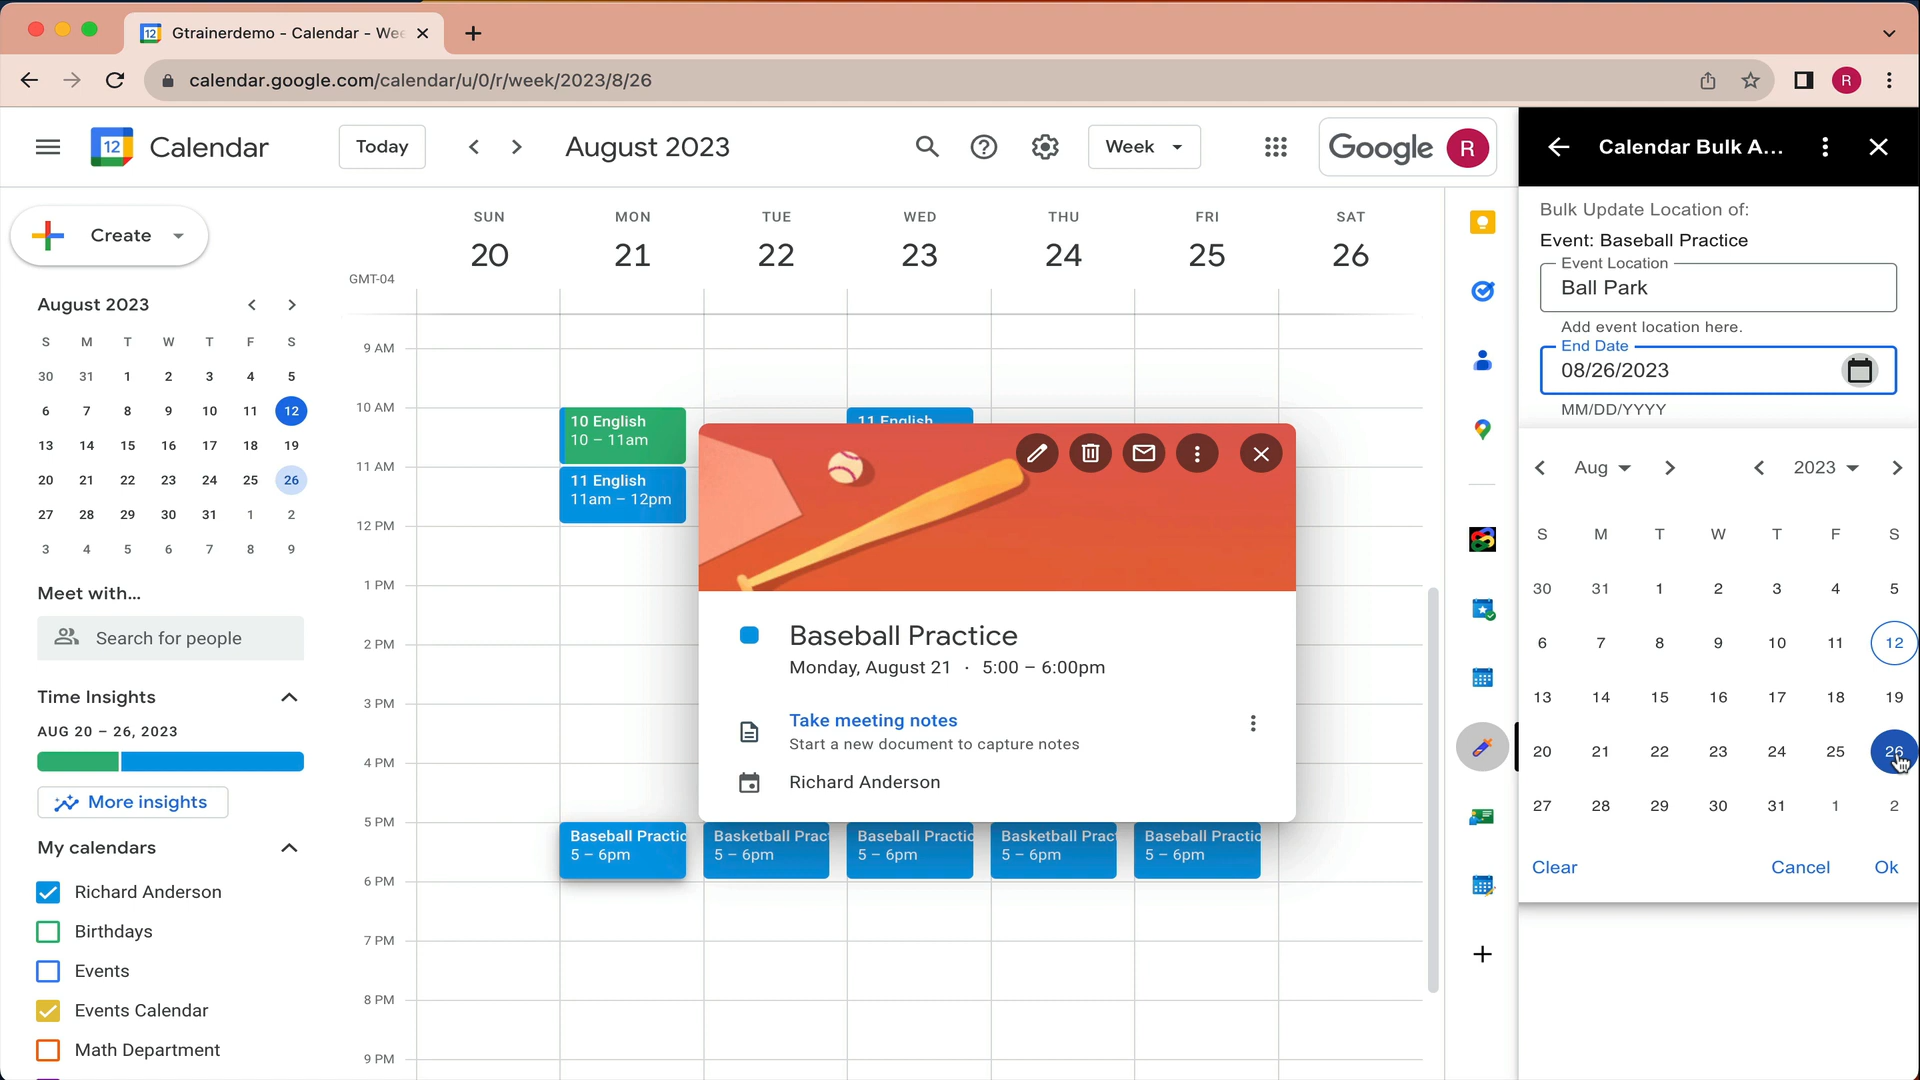 12 Gtrainerdemo - Calendar - Wee
calendar.google.com/calendar/u/0/r/week/2023/8/26
R
12 Calendar
Today
August 2023
Week
Google R
Create
August 2023
S M T W T F S
30 31 1 2 3 4 5
6 7 8 9 10 11 12
13 14 15 16 17 18 19
20 21 22 23 24 25 26
27 28 29 30 31 1 2
3 4 5 6 7 8 9
Meet with...
Search for people
Time Insights
AUG 20 – 26, 2023
More insights
My calendars
Richard Anderson
Birthdays
Events
Events Calendar
Math Department
GMT-04
SUN MON TUE WED THU FRI SAT
20 21 22 23 24 25 26
9 AM
10 AM
11 AM
12 PM
1 PM
2 PM
3 PM
4 PM
5 PM
6 PM
7 PM
8 PM
9 PM
10 English
10 – 11am
11 English
11am – 12pm
11 English
Baseball Practice
Monday, August 21 · 5:00 – 6:00pm
Take meeting notes
Start a new document to capture notes
Richard Anderson
Baseball Practic
5 – 6pm
Basketball Prac
5 – 6pm
Baseball Practic
5 – 6pm
Basketball Prac
5 – 6pm
Baseball Practic
5 – 6pm
Calendar Bulk A...
Bulk Update Location of:
Event: Baseball Practice
Event Location
Ball Park
Add event location here.
End Date
08/26/2023
MM/DD/YYYY
Aug 2023
S M T W T F S
30 31 1 2 3 4 5
6 7 8 9 10 11 12
13 14 15 16 17 18 19
20 21 22 23 24 25 26
27 28 29 30 31 1 2
Clear Cancel Ok